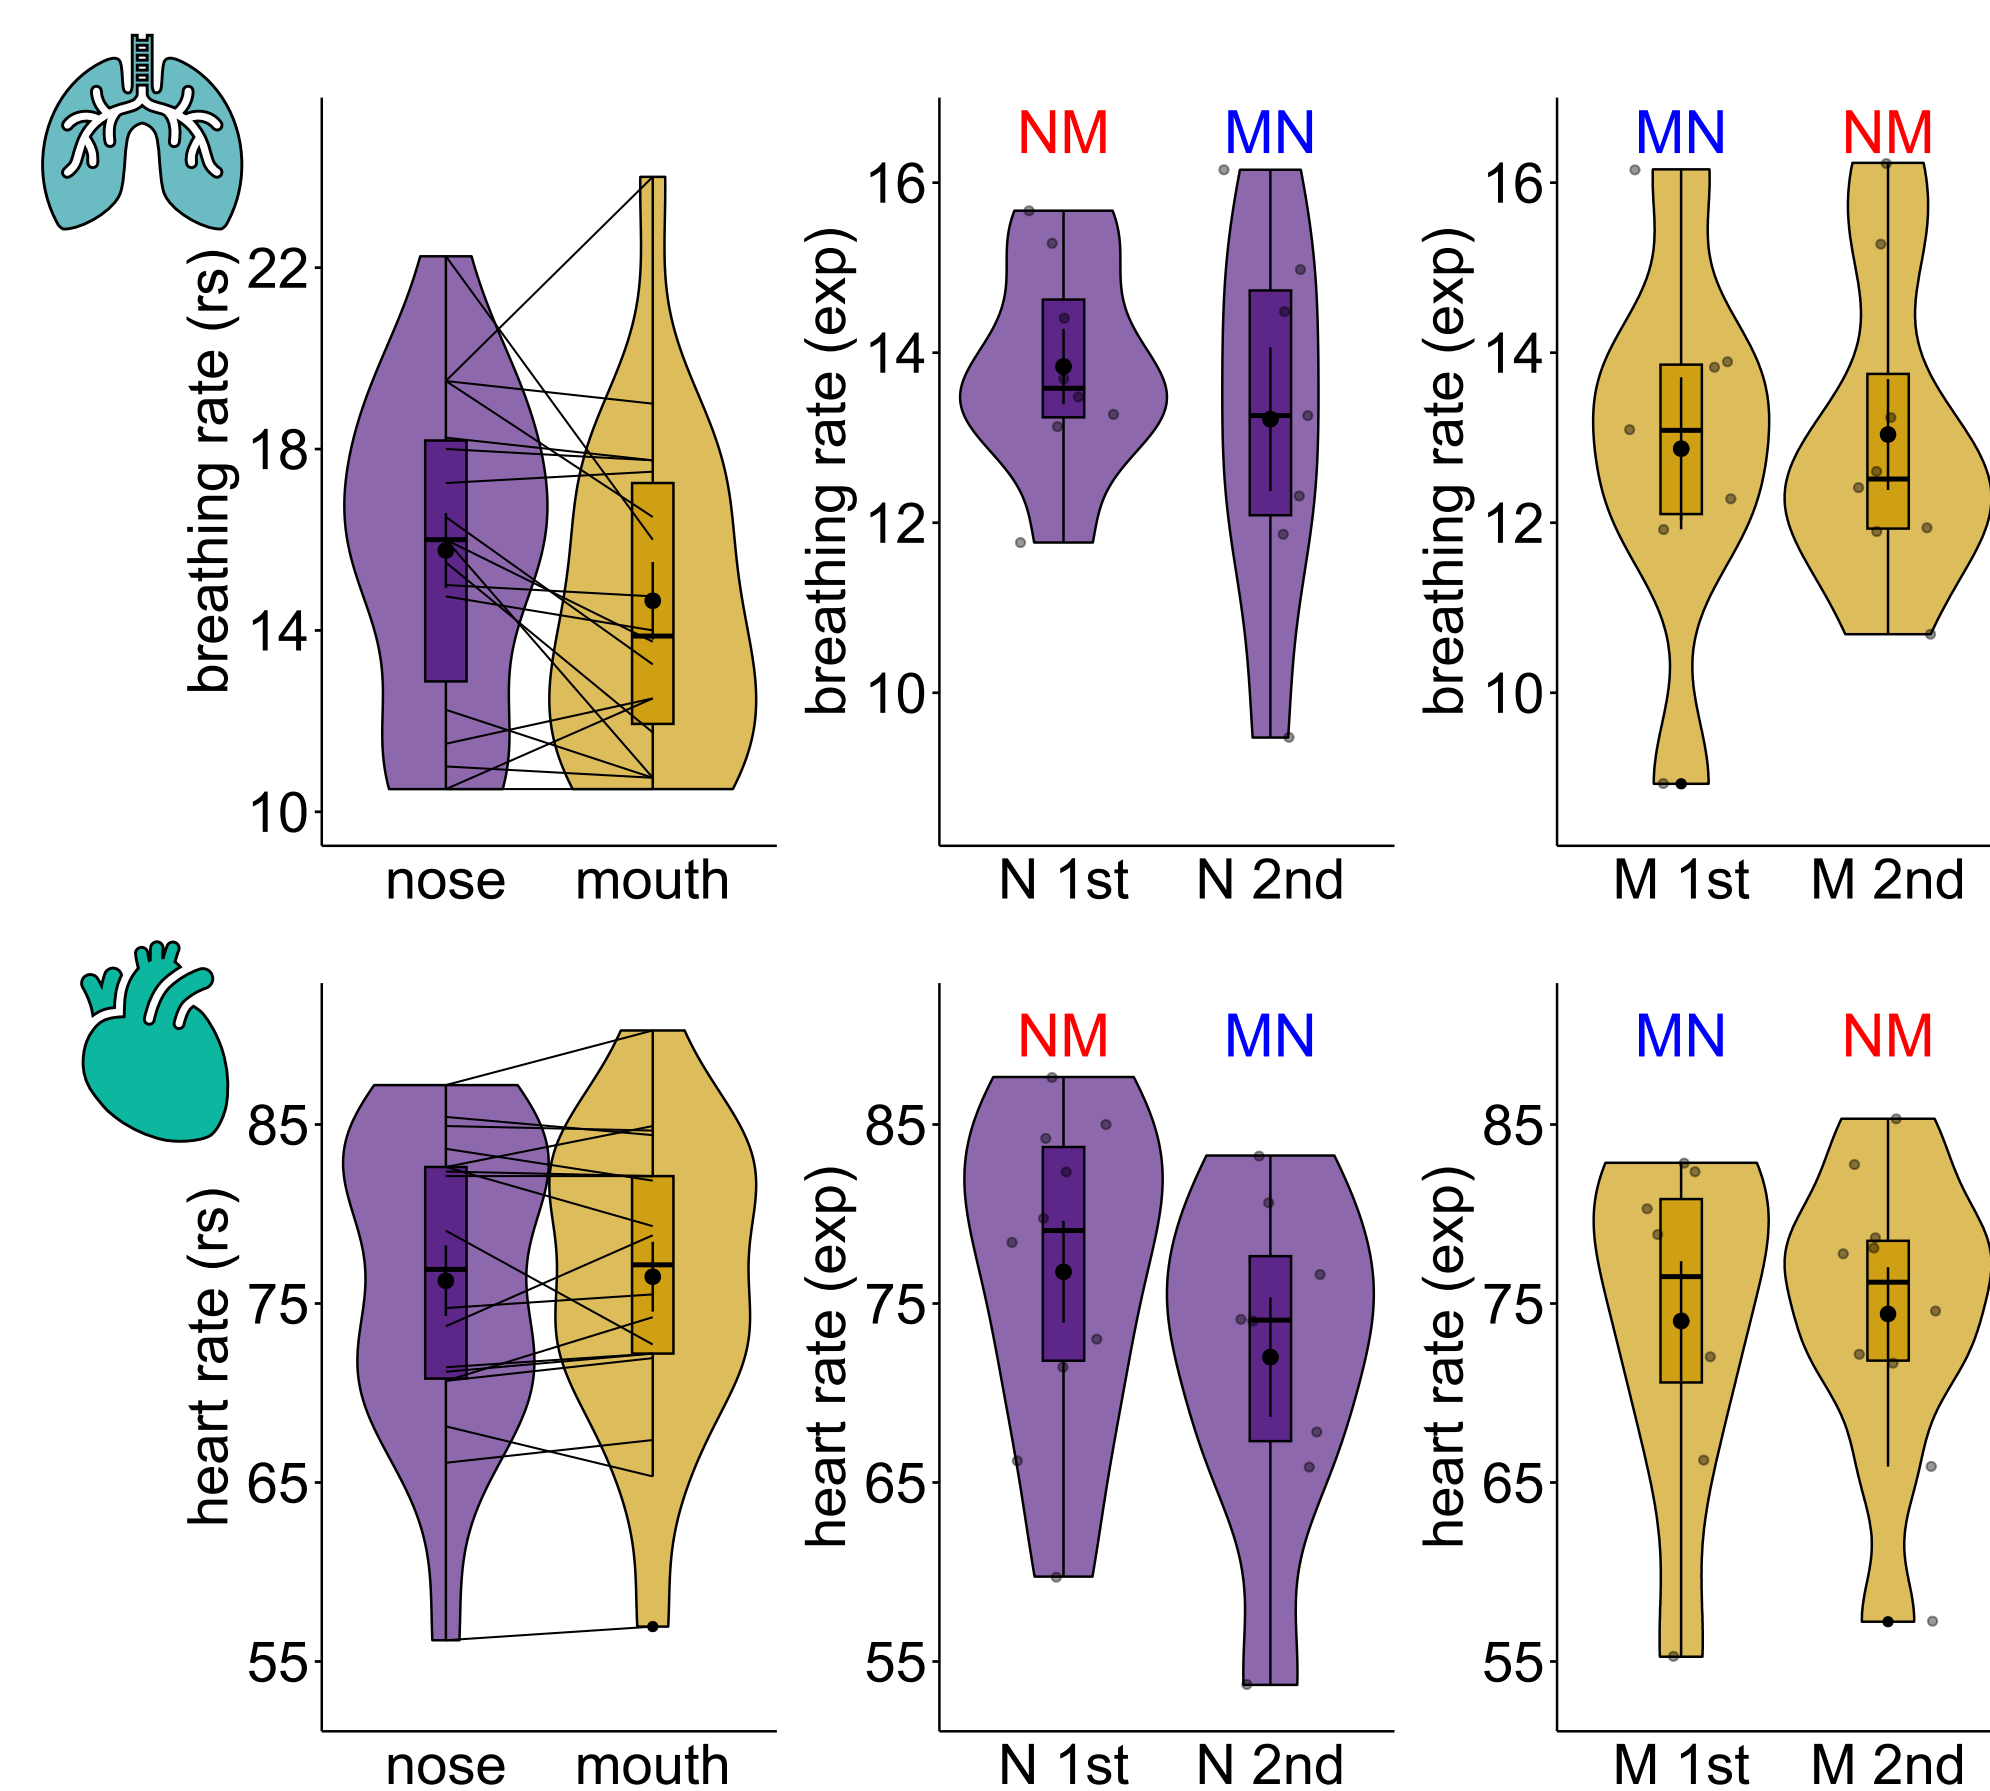 breathing rate (rs)
22
18
14
10
nose mouth
breathing rate (exp)
NM MN
16
14
12
10
N 1st N 2nd
breathing rate (exp)
MN NM
16
14
12
10
M 1st M 2nd
heart rate (rs)
85
75
65
55
nose mouth
heart rate (exp)
NM MN
85
75
65
55
N 1st N 2nd
heart rate (exp)
MN NM
85
75
65
55
M 1st M 2nd